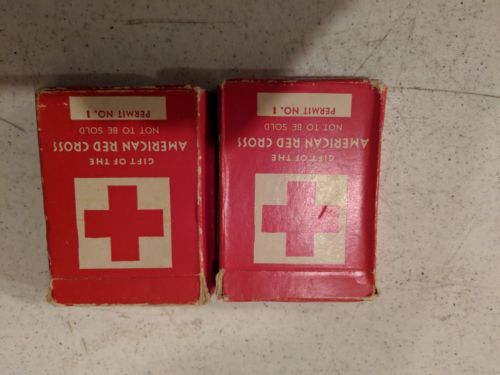 GIFT OF THE
AMERICAN RED CROSS
NOT TO BE SOLD
PERMIT NO. 1
GIFT OF THE
AMERICAN RED CROSS
NOT TO BE SOLD
PERMIT NO. 1